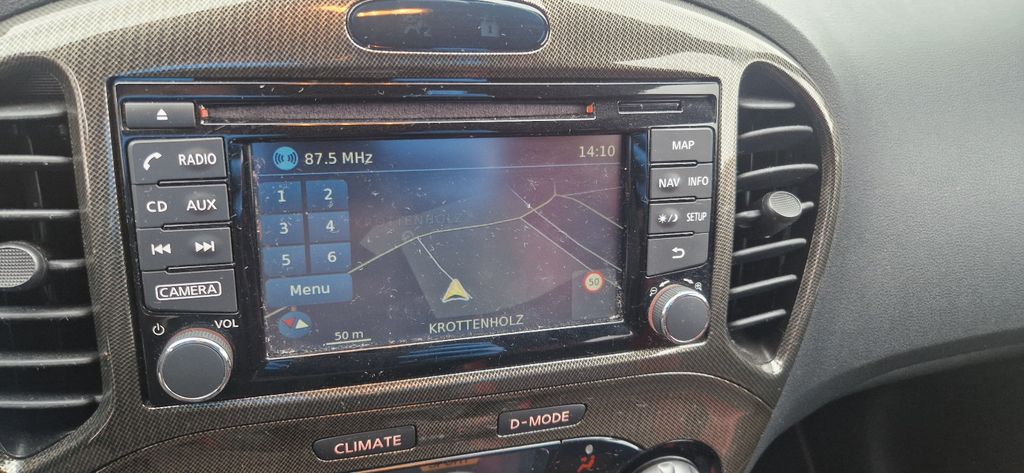 87.5 MHz 14:10
RADIO
CD AUX
CAMERA
VOL
1 2
3 4
5 6
Menu
KROTTENHOLZ
50
50 m
KROTTENHOLZ
MAP
NAV INFO
SETUP
CLIMATE
D-MODE